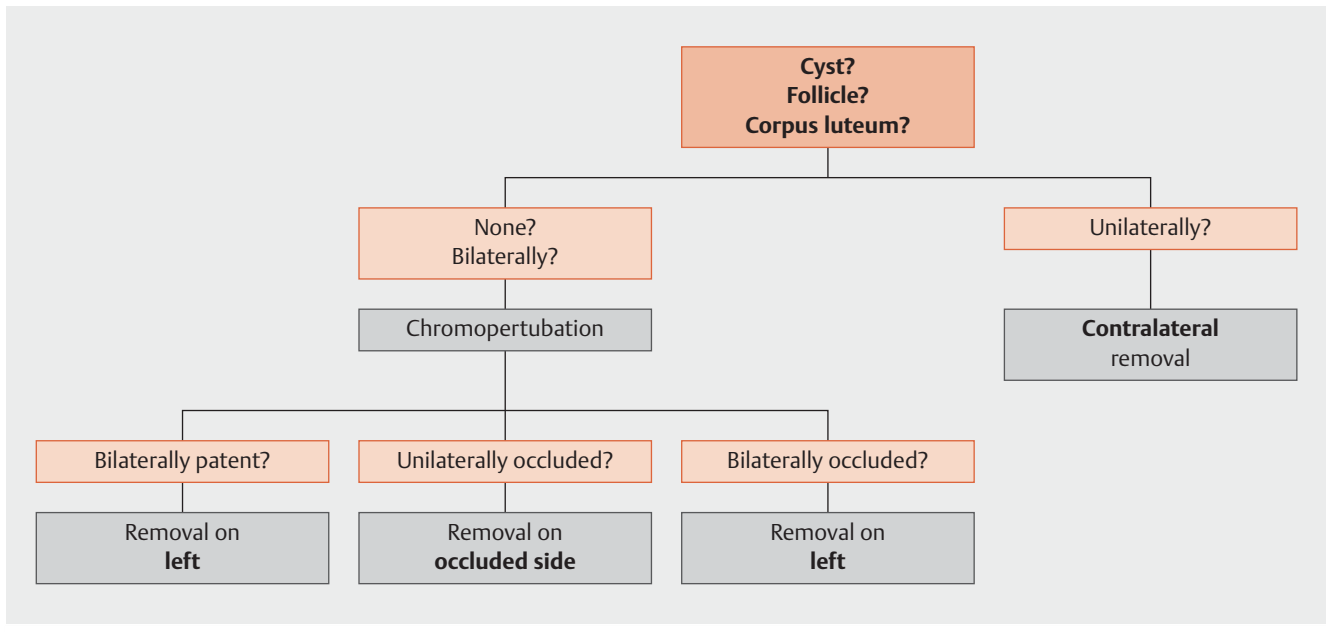 Cyst?
Follicle?
Corpus luteum?
None?
Bilaterally?
Unilaterally?
Chromopertubation
Contralateral
removal
Bilaterally patent?
Unilaterally occluded?
Bilaterally occluded?
Removal on
left
Removal on
occluded side
Removal on
left